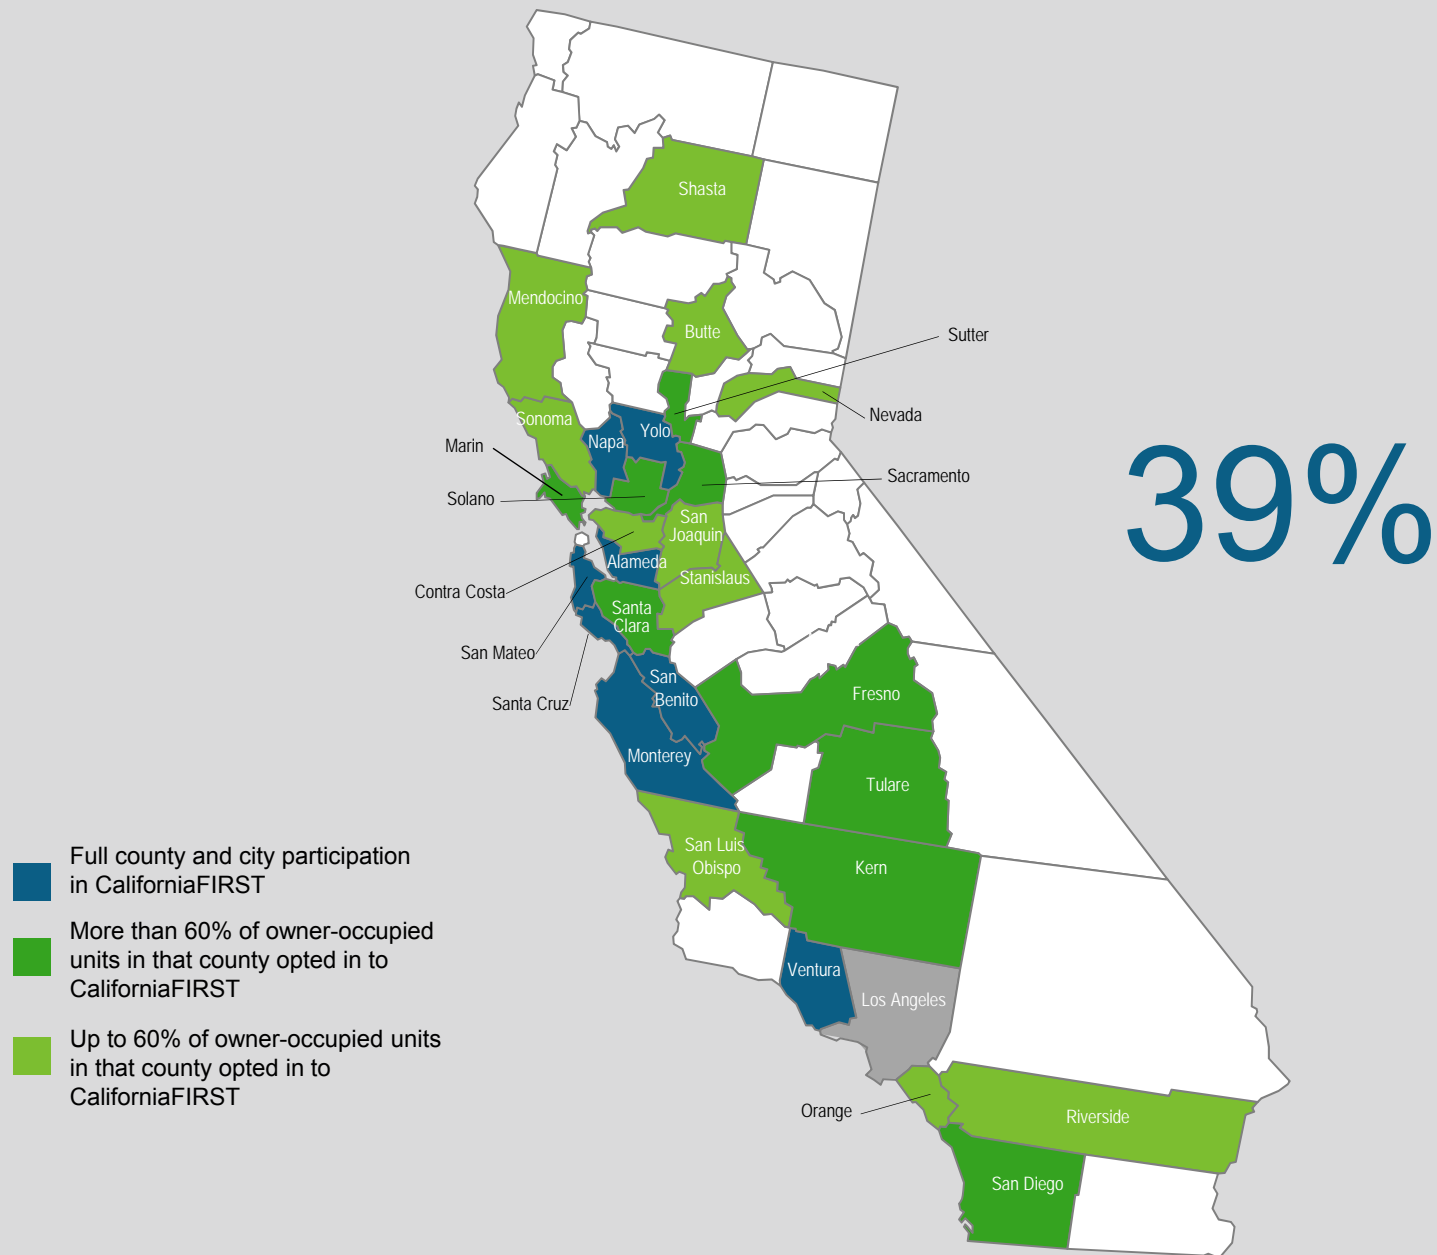 Shasta
Mendocino
Butte
Sutter
Nevada
Sonoma
Marin
Napa
Yolo
Sacramento
Solano
39%
San
Joaquin
Alameda
Stanislaus
Contra Costa
Santa
Clara
San Mateo
Santa Cruz
San
Benito
Fresno
Monterey
Tulare
San Luis
Obispo
Kern
Full county and city participation
in CaliforniaFIRST
More than 60% of owner-occupied
units in that county opted in to
CaliforniaFIRST
Up to 60% of owner-occupied units
in that county opted in to
CaliforniaFIRST
Ventura
Los Angeles
Orange
Riverside
San Diego